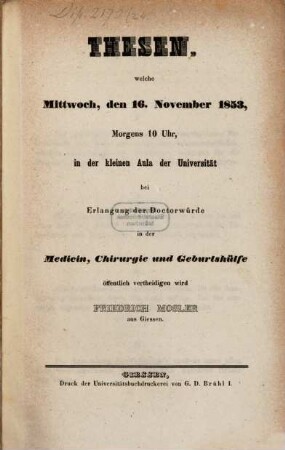 THESEN,
welche
Mittwoch, den 16. November 1853,
Morgens 10 Uhr,
in der kleinen Aula der Universität
bei
Erlangung der Doctorwürde
in der
Medicin, Chirurgie und Geburtshülfe
öffentlich vertheidigen wird
FRIEDRICH MOSLER
aus Giessen.
GIESSEN,
Druck der Universitätsbuchdruckerei von G. D. Brühl I.